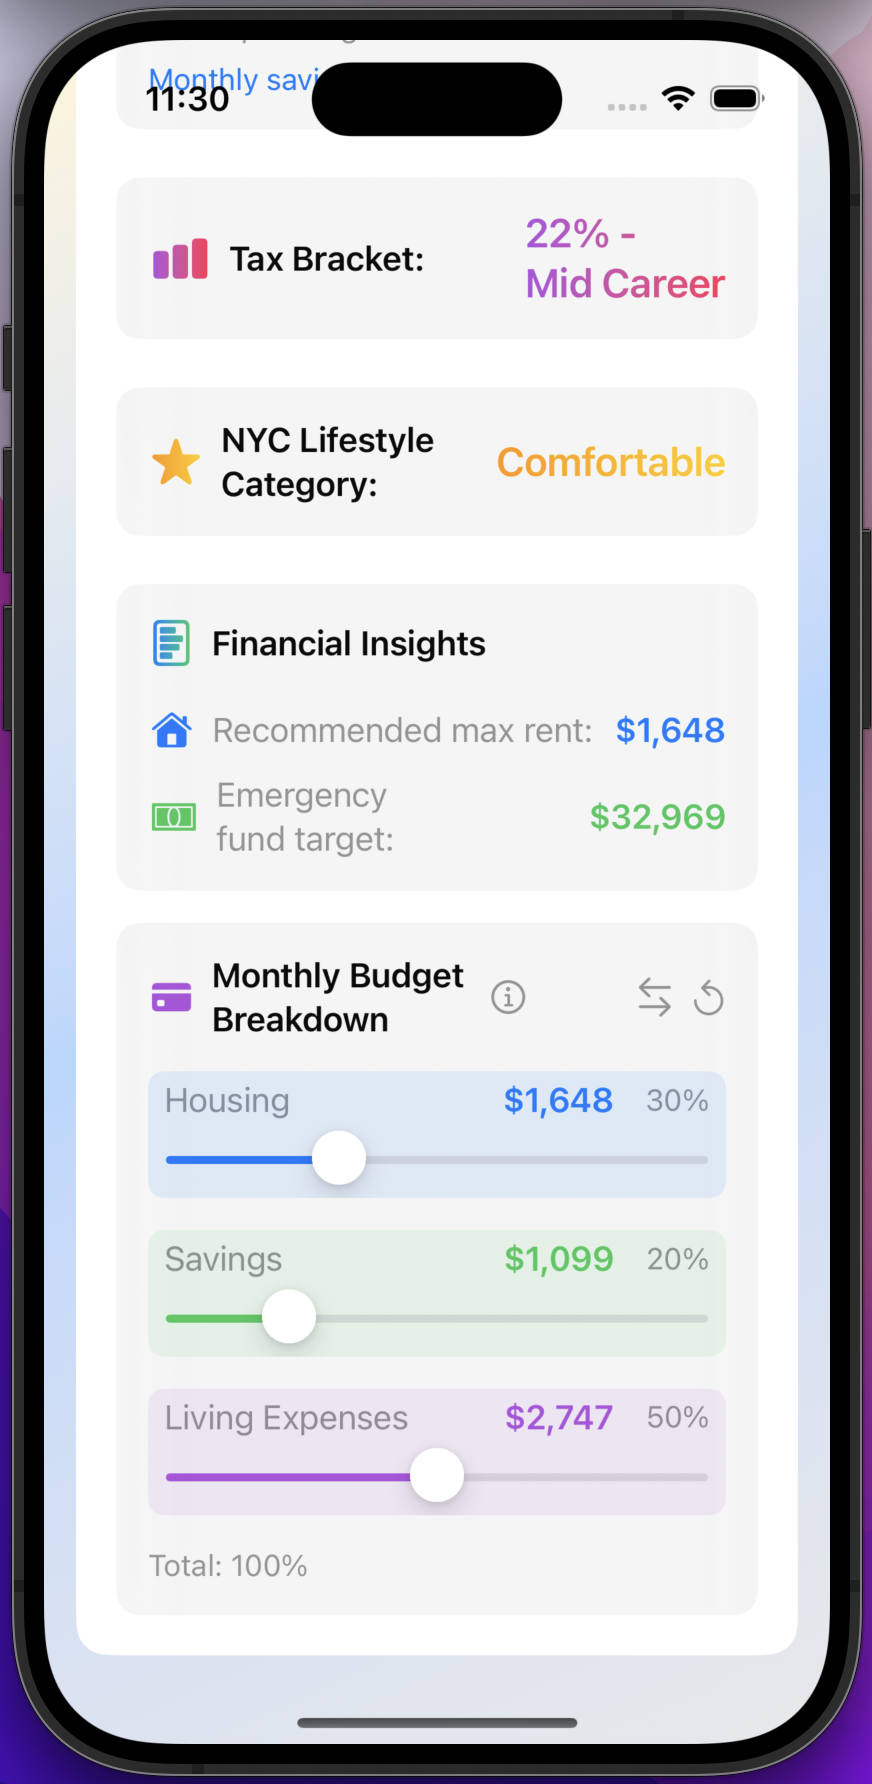 Monthly savi
11:30
Tax Bracket:
22% -
Mid Career
NYC Lifestyle
Category:
Comfortable
Financial Insights
Recommended max rent: $1,648
Emergency
fund target:
$32,969
Monthly Budget
Breakdown
Housing $1,648 30%
Savings $1,099 20%
Living Expenses $2,747 50%
Total: 100%